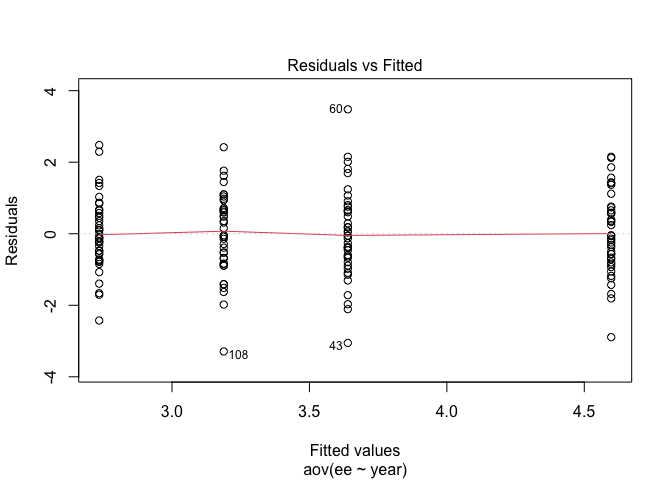 Residuals vs Fitted
4
2
0
-2
-4
Residuals
60
43
108
3.0 3.5 4.0 4.5
Fitted values
aov(ee ~ year)